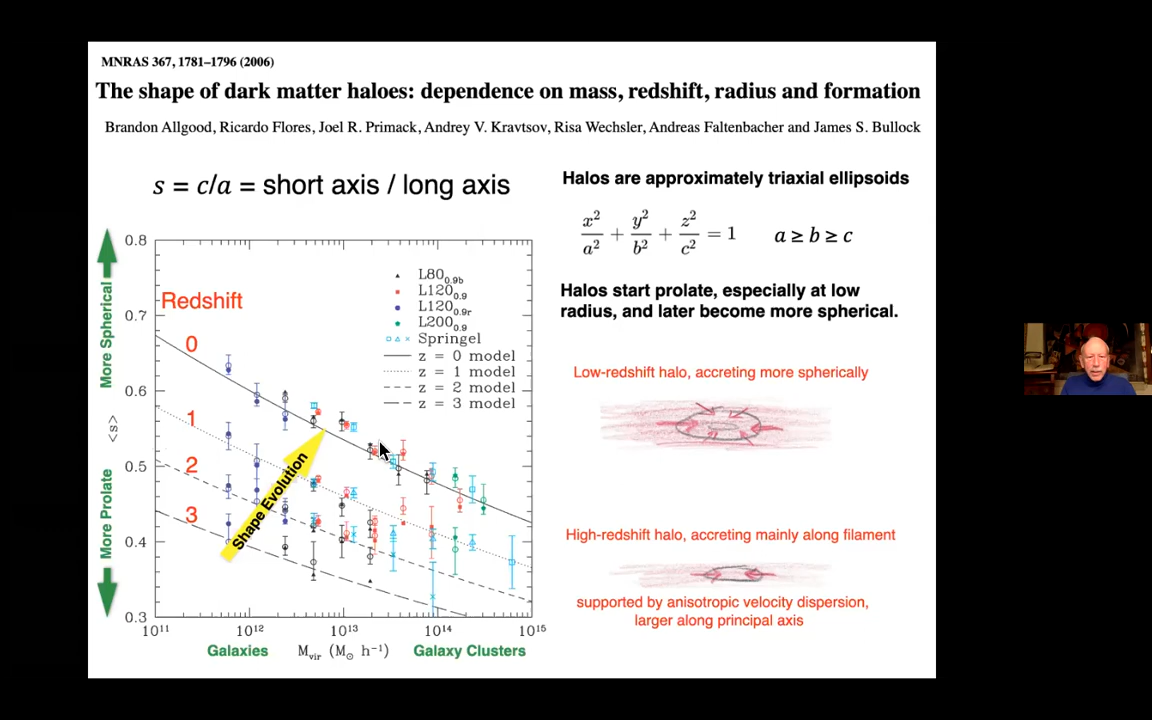 MNRAS 367, 1781–1796 (2006)
The shape of dark matter haloes: dependence on mass, redshift, radius and formation
Brandon Allgood, Ricardo Flores, Joel R. Primack, Andrey V. Kravtsov, Risa Wechsler, Andreas Faltenbacher and James S. Bullock
s = c/a = short axis / long axis
Halos are approximately triaxial ellipsoids
x²/a² + y²/b² + z²/c² = 1 a ≥ b ≥ c
Halos start prolate, especially at low
radius, and later become more spherical.
More Spherical
<s>
More Prolate
0.8
0.7
0.6
0.5
0.4
0.3
Redshift
0
1
2
3
Shape Evolution
L80₀.₉b
L120₀.₉
L120₀.₉r
L200₀.₉
Springel
z = 0 model
z = 1 model
z = 2 model
z = 3 model
10¹¹ 10¹² 10¹³ 10¹⁴ 10¹⁵
Galaxies Mvir (M⊙ h⁻¹) Galaxy Clusters
Low-redshift halo, accreting more spherically
High-redshift halo, accreting mainly along filament
supported by anisotropic velocity dispersion,
larger along principal axis